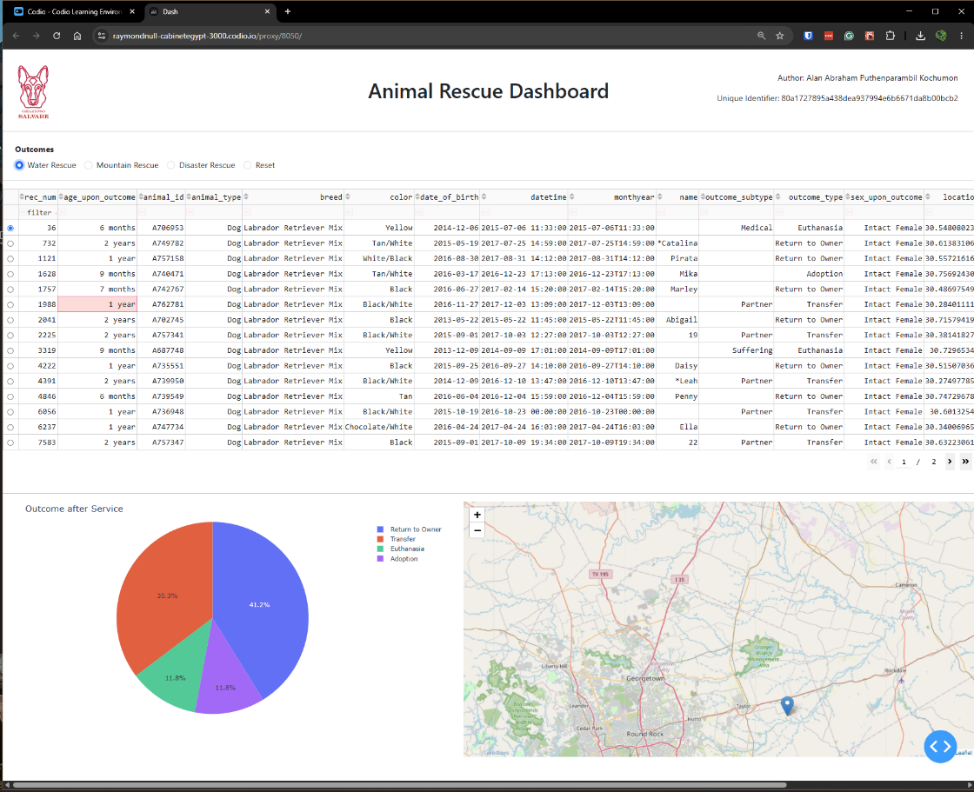 Codio - Codio Learning Environ
Dash
raymondnull-cabinetegypt-3000.codio.io/proxy/8050/
SALVARE
Animal Rescue Dashboard
Author: Alan Abraham Puthenparambil Kochumon
Unique Identifier: 80a1727895a438dea937994e6b6671da8b00bcb2
Outcomes
Water Rescue Mountain Rescue Disaster Rescue Reset
rec_num age_upon_outcome animal_id animal_type breed color date_of_birth datetime monthyear name outcome_subtype outcome_type sex_upon_outcome locatio
filter
36 6 months A706953 Dog Labrador Retriever Mix Yellow 2014-12-06 2015-07-06 11:33:00 2015-07-06T11:33:00 Medical Euthanasia Intact Female 30.54808023
732 2 years A749782 Dog Labrador Retriever Mix Tan/White 2015-05-19 2017-07-25 14:59:00 2017-07-25T14:59:00 *Catalina Return to Owner Intact Female 30.61383106
1121 1 year A757158 Dog Labrador Retriever Mix White/Black 2016-08-30 2017-08-31 14:12:00 2017-08-31T14:12:00 Pirata Return to Owner Intact Female 30.55721616
1628 9 months A740471 Dog Labrador Retriever Mix Tan/White 2016-03-17 2016-12-23 17:13:00 2016-12-23T17:13:00 Mika Adoption Intact Female 30.75692430
1757 7 months A742767 Dog Labrador Retriever Mix Black 2016-06-27 2017-02-14 15:20:00 2017-02-14T15:20:00 Marley Return to Owner Intact Female 30.48697549
1988 1 year A762781 Dog Labrador Retriever Mix Black/White 2016-11-27 2017-12-03 13:09:00 2017-12-03T13:09:00 Partner Transfer Intact Female 30.28401111
2041 2 years A702745 Dog Labrador Retriever Mix Black 2013-05-22 2015-05-22 11:45:00 2015-05-22T11:45:00 Abigail Return to Owner Intact Female 30.71579419
2225 2 years A757341 Dog Labrador Retriever Mix Black/White 2015-09-01 2017-10-03 12:27:00 2017-10-03T12:27:00 19 Partner Transfer Intact Female 30.38141827
3319 9 months A687748 Dog Labrador Retriever Mix Yellow 2013-12-09 2014-09-09 17:01:00 2014-09-09T17:01:00 Suffering Euthanasia Intact Female 30.7296534
4222 1 year A735551 Dog Labrador Retriever Mix Black 2015-09-25 2016-09-27 14:10:00 2016-09-27T14:10:00 Daisy Return to Owner Intact Female 30.51507036
4391 2 years A739950 Dog Labrador Retriever Mix Black/White 2014-12-09 2016-12-10 13:47:00 2016-12-10T13:47:00 *Leah Partner Transfer Intact Female 30.27497785
4846 6 months A739549 Dog Labrador Retriever Mix Tan 2016-06-04 2016-12-04 15:59:00 2016-12-04T15:59:00 Penny Return to Owner Intact Female 30.74729678
6056 1 year A736948 Dog Labrador Retriever Mix Black/White 2015-10-19 2016-10-23 00:00:00 2016-10-23T00:00:00 Partner Transfer Intact Female 30.6013254
6237 1 year A747734 Dog Labrador Retriever Mix Chocolate/White 2016-04-24 2017-04-24 16:03:00 2017-04-24T16:03:00 Ella Return to Owner Intact Female 30.34006965
7583 2 years A757347 Dog Labrador Retriever Mix Black 2015-09-01 2017-10-09 19:34:00 2017-10-09T19:34:00 22 Partner Transfer Intact Female 30.63223061
1 / 2
Outcome after Service
Return to Owner
Transfer
Euthanasia
Adoption
41.2%
35.3%
11.8%
11.8%
+
−
I 35
Cameron
Liberty Hill
Georgetown
Rockdale
Leander
Taylor
Hutto
Cedar Park
Round Rock